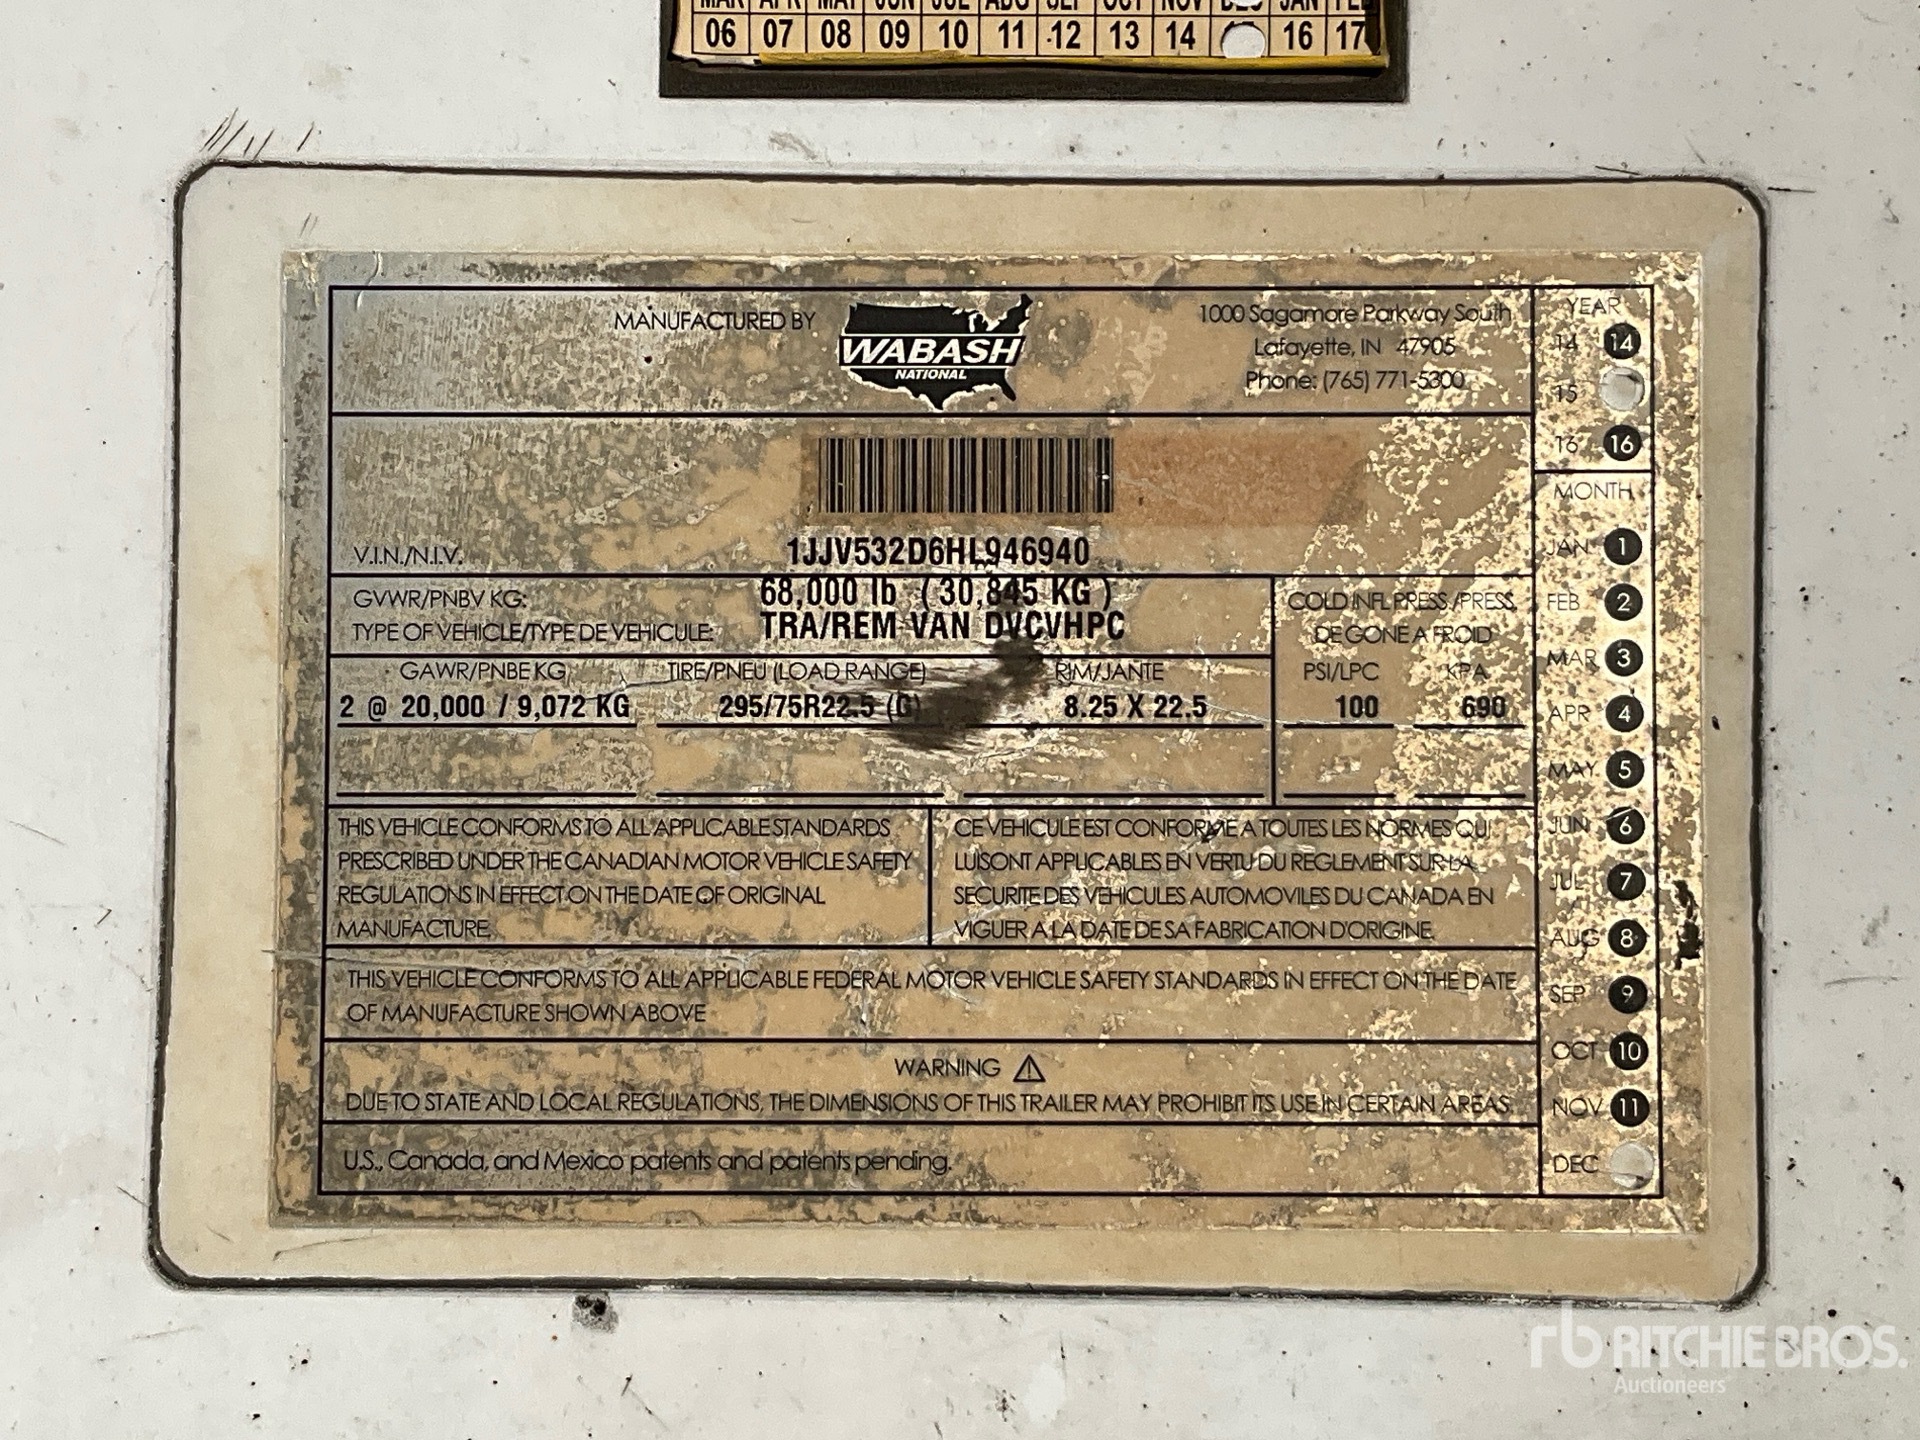 MAR APR MAY JUN JUL AUG SEP OCT NOV DEC JAN FEB
06 07 08 09 10 11 12 13 14 16 17
MANUFACTURED BY
WABASH
NATIONAL
1000 Sagamore Parkway South
Lafayette, IN 47905
Phone: (765) 771-5300
YEAR
14 14
15
16 16
V.I.N./N.I.V.
1JJV532D6HL946940
GVWR/PNBV KG: 68,000 lb ( 30,845 KG )
TYPE OF VEHICLE/TYPE DE VEHICULE: TRA/REM VAN DVCVHPC
COLD INFL PRESS./PRESS.
DE GONE A FROID
GAWR/PNBE KG TIRE/PNEU (LOAD RANGE) RIM/JANTE PSI/LPC KPA
2 @ 20,000 / 9,072 KG 295/75R22.5 (G) 8.25 X 22.5 100 690
THIS VEHICLE CONFORMS TO ALL APPLICABLE STANDARDS
PRESCRIBED UNDER THE CANADIAN MOTOR VEHICLE SAFETY
REGULATIONS IN EFFECT ON THE DATE OF ORIGINAL
MANUFACTURE.
CE VEHICULE EST CONFORME A TOUTES LES NORMES QUI
LUI SONT APPLICABLES EN VERTU DU REGLEMENT SUR LA
SECURITE DES VEHICULES AUTOMOVILES DU CANADA EN
VIGUER A LA DATE DE SA FABRICATION D'ORIGINE.
THIS VEHICLE CONFORMS TO ALL APPLICABLE FEDERAL MOTOR VEHICLE SAFETY STANDARDS IN EFFECT ON THE DATE
OF MANUFACTURE SHOWN ABOVE
WARNING
DUE TO STATE AND LOCAL REGULATIONS, THE DIMENSIONS OF THIS TRAILER MAY PROHIBIT ITS USE IN CERTAIN AREAS.
U.S., Canada, and Mexico patents and patents pending.
MONTH
JAN 1
FEB 2
MAR 3
APR 4
MAY 5
JUN 6
JUL 7
AUG 8
SEP 9
OCT 10
NOV 11
DEC
rb RITCHIE BROS.
Auctioneers